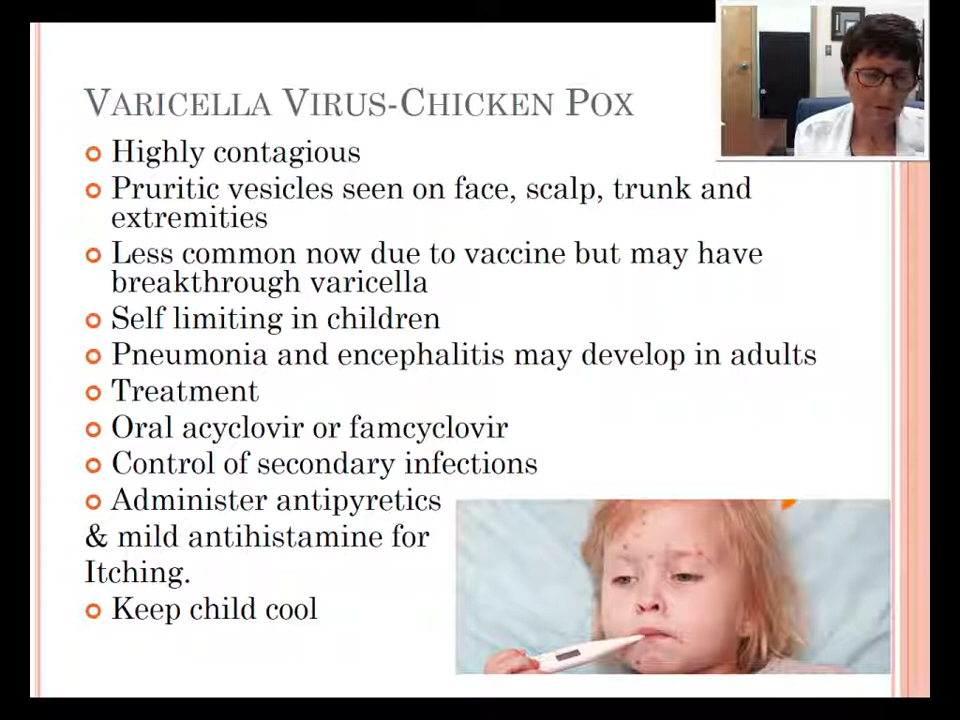 VARICELLA VIRUS-CHICKEN POX
Highly contagious
Pruritic vesicles seen on face, scalp, trunk and
extremities
Less common now due to vaccine but may have
breakthrough varicella
Self limiting in children
Pneumonia and encephalitis may develop in adults
Treatment
Oral acyclovir or famcyclovir
Control of secondary infections
Administer antipyretics
& mild antihistamine for
Itching.
Keep child cool